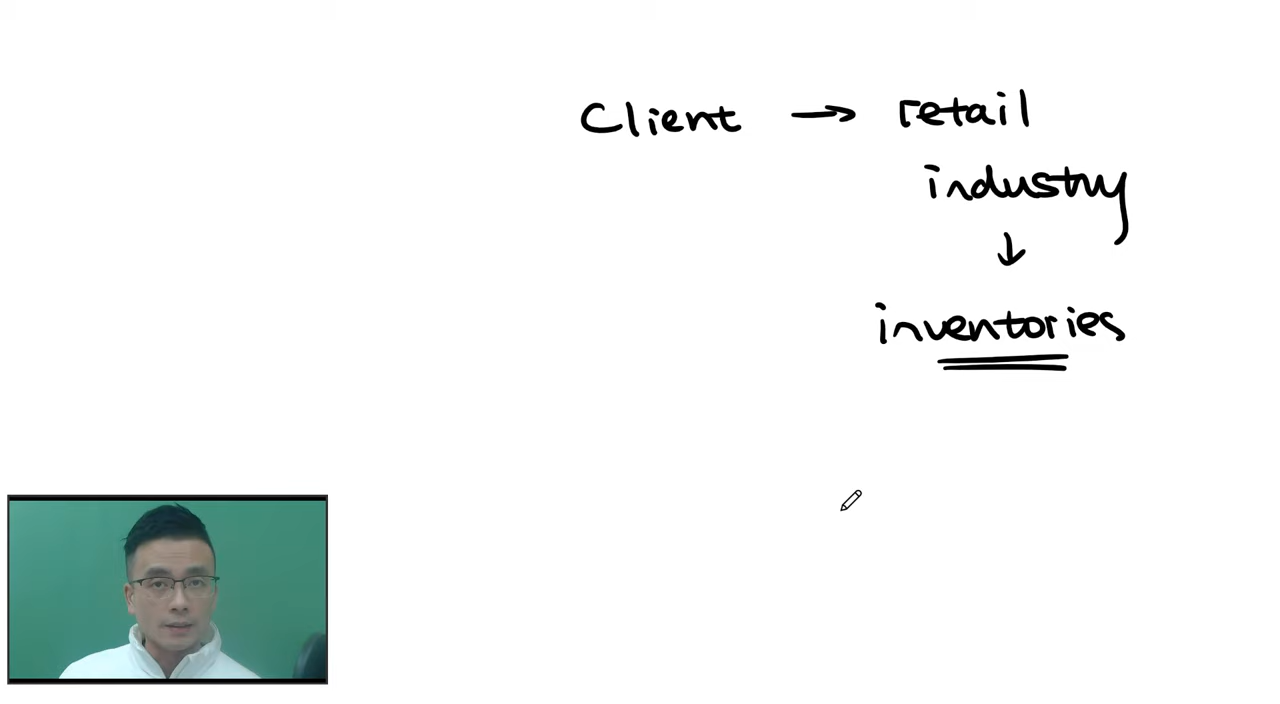 Client → retail
industry
↓
inventories